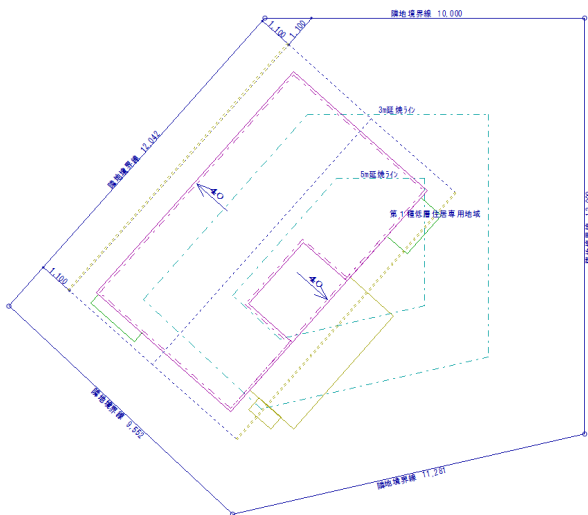 隣地境界線 10,000
1,100
1,100
3m延焼ライン
隣地境界線 12,042
5m延焼ライン
40
第1種低層住居専用地域
40
1,100
隣地境界線 9,552
隣地境界線 11,281